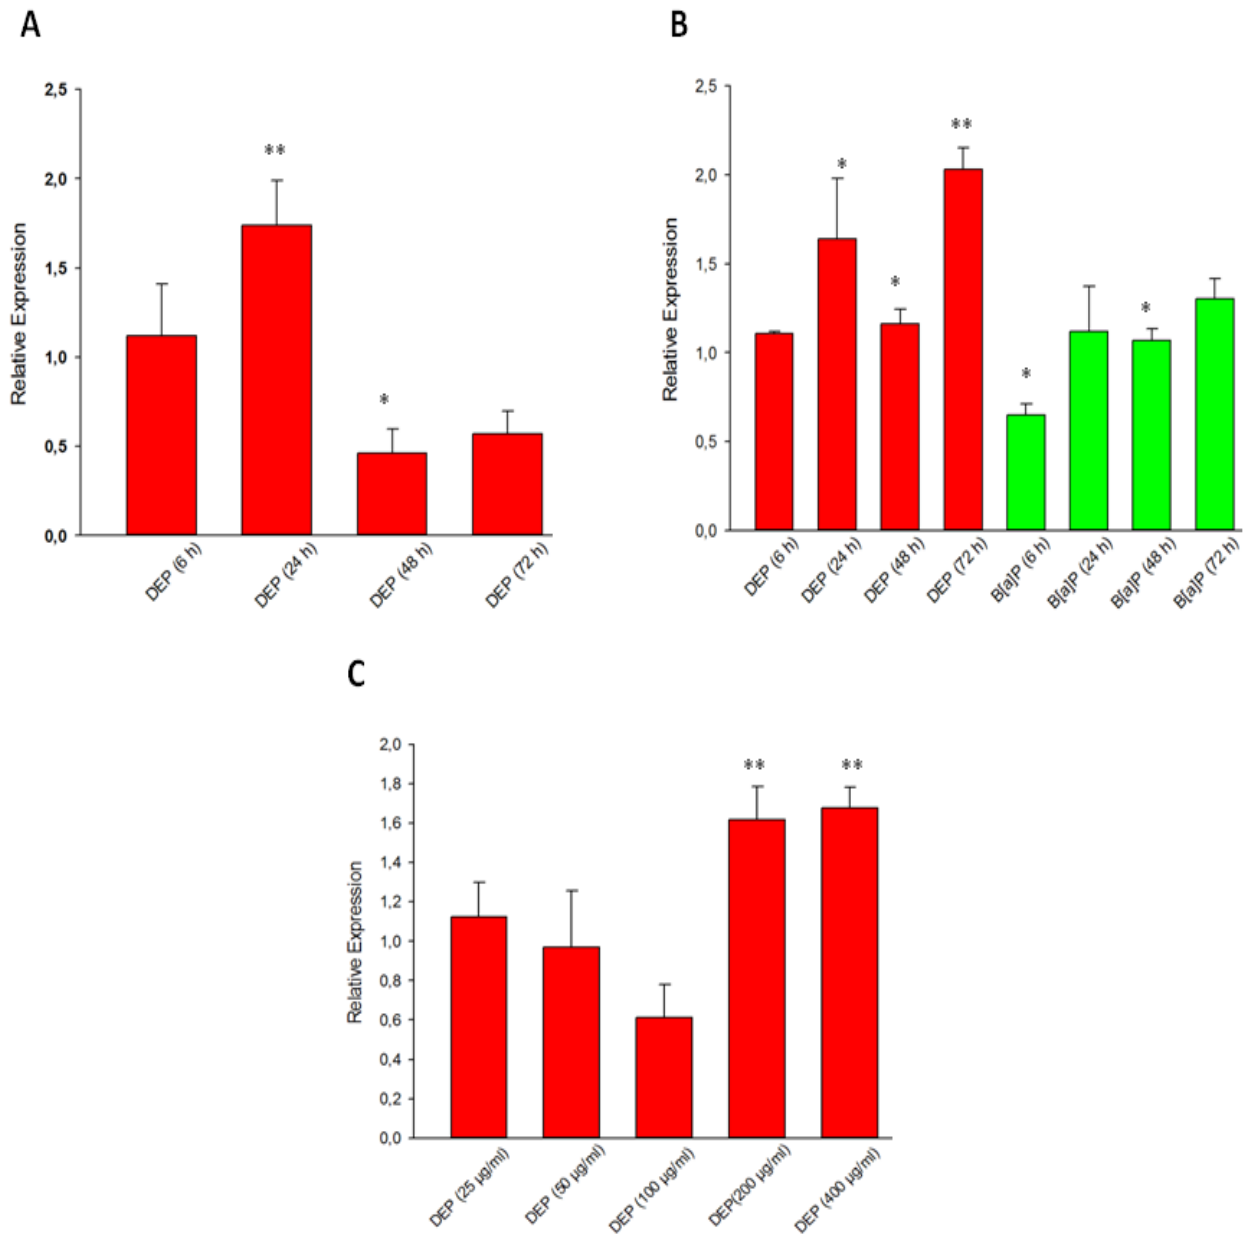 A
2,5
**
2,0
1,5
1,0
*
0,5
0,0
Relative Expression
DEP (6 h)
DEP (24 h)
DEP (48 h)
DEP (72 h)
B
2,5
**
*
2,0
1,5
*
*
1,0
*
0,5
0,0
Relative Expression
DEP (6 h)
DEP (24 h)
DEP (48 h)
DEP (72 h)
B[a]P (6 h)
B[a]P (24 h)
B[a]P (48 h)
B[a]P (72 h)
C
2,0
** **
1,8
1,6
1,4
1,2
1,0
0,8
0,6
0,4
0,2
0,0
Relative Expression
DEP (25 µg/ml)
DEP (50 µg/ml)
DEP (100 µg/ml)
DEP(200 µg/ml)
DEP (400 µg/ml)